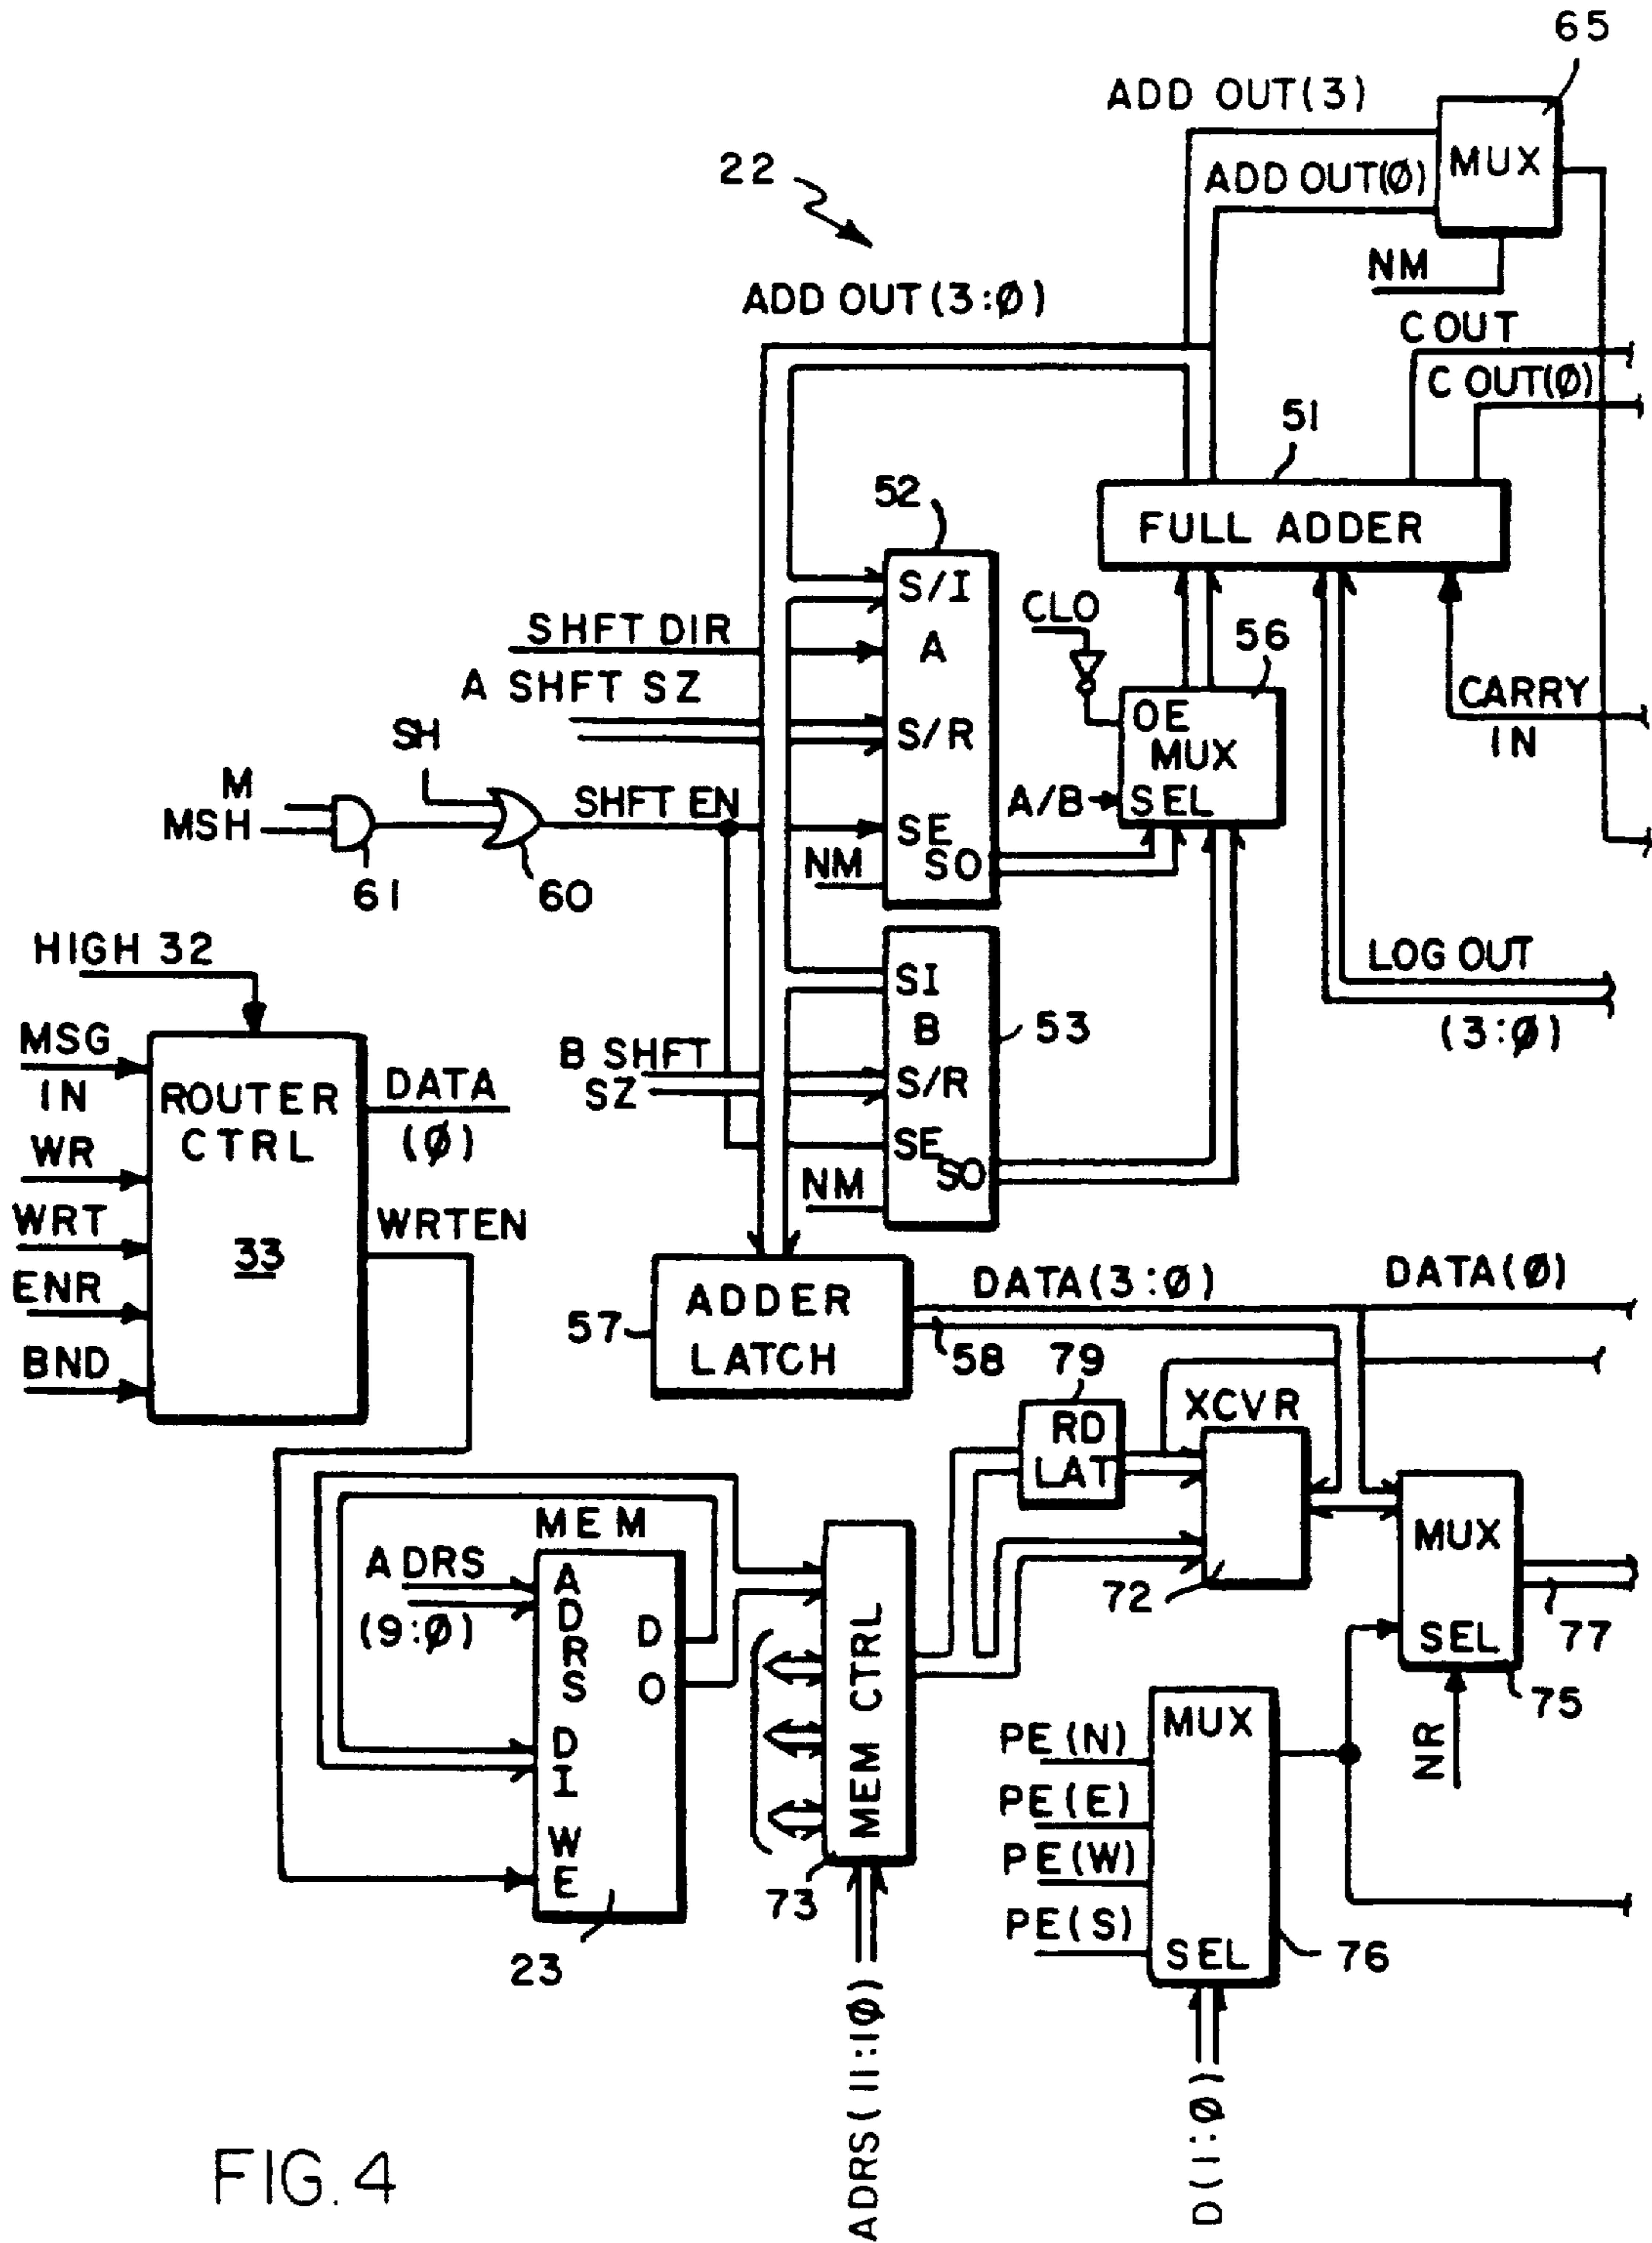 65
ADD OUT(3)
MUX
22
ADD OUT(Ø)
NM
ADD OUT(3:Ø)
C OUT
C OUT(Ø)
51
52
FULL ADDER
S/I
CLO
SHFT DIR
A
56
A SHFT SZ
OE
CARRY
IN
SH
S/R
MUX
M
MSH
SHFT EN
A/B
SEL
SE
NM
SO
61
60
HIGH 32
LOG OUT
(3:Ø)
SI
B
53
MSG
IN
B SHFT
SZ
S/R
ROUTER
CTRL
DATA
(Ø)
SE
WR
SO
NM
WRT
WRTEN
33
DATA(3:Ø)
DATA(Ø)
ENR
ADDER
LATCH
57
58
79
BND
XCVR
RD
LAT
MEM
MUX
ADRS
(9:Ø)
ADRS
DO
72
77
SEL
MEM CTRL
75
DI
MUX
PE(N)
NR
PE(E)
WE
PE(W)
73
PE(S)
23
SEL
76
ADRS(11:1Ø)
D(1:Ø)
FIG. 4